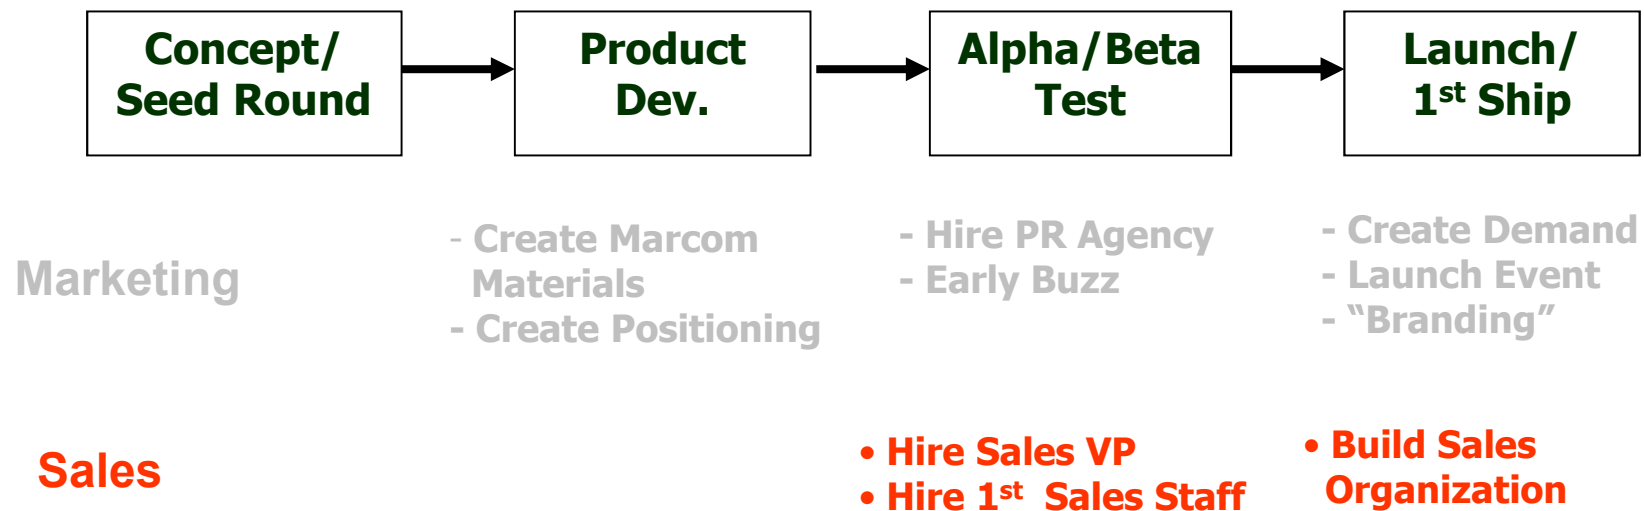 Concept/
Seed Round
Product
Dev.
Alpha/Beta
Test
Launch/
1st Ship
Marketing
- Create Marcom
Materials
- Create Positioning
- Hire PR Agency
- Early Buzz
- Create Demand
- Launch Event
- “Branding”
Sales
• Hire Sales VP
• Hire 1st Sales Staff
• Build Sales
Organization